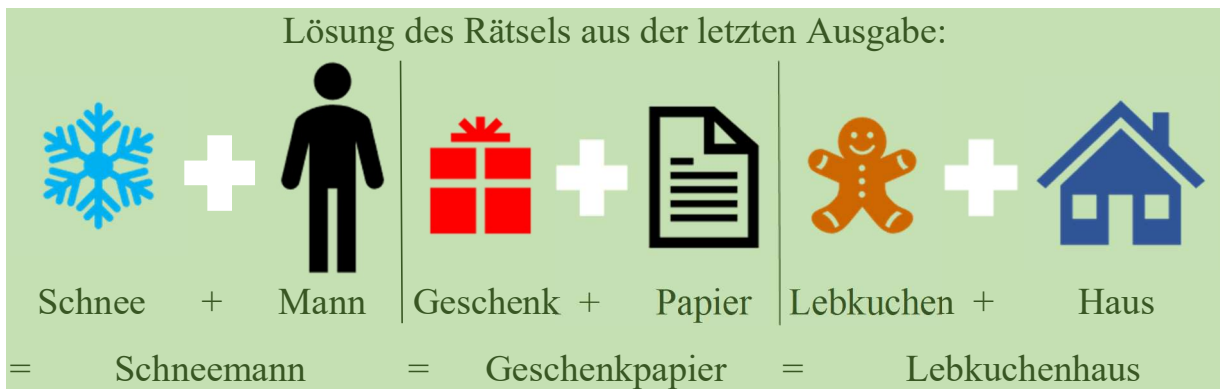 Lösung des Rätsels aus der letzten Ausgabe:
Schnee + Mann Geschenk + Papier Lebkuchen + Haus
= Schneemann = Geschenkpapier = Lebkuchenhaus